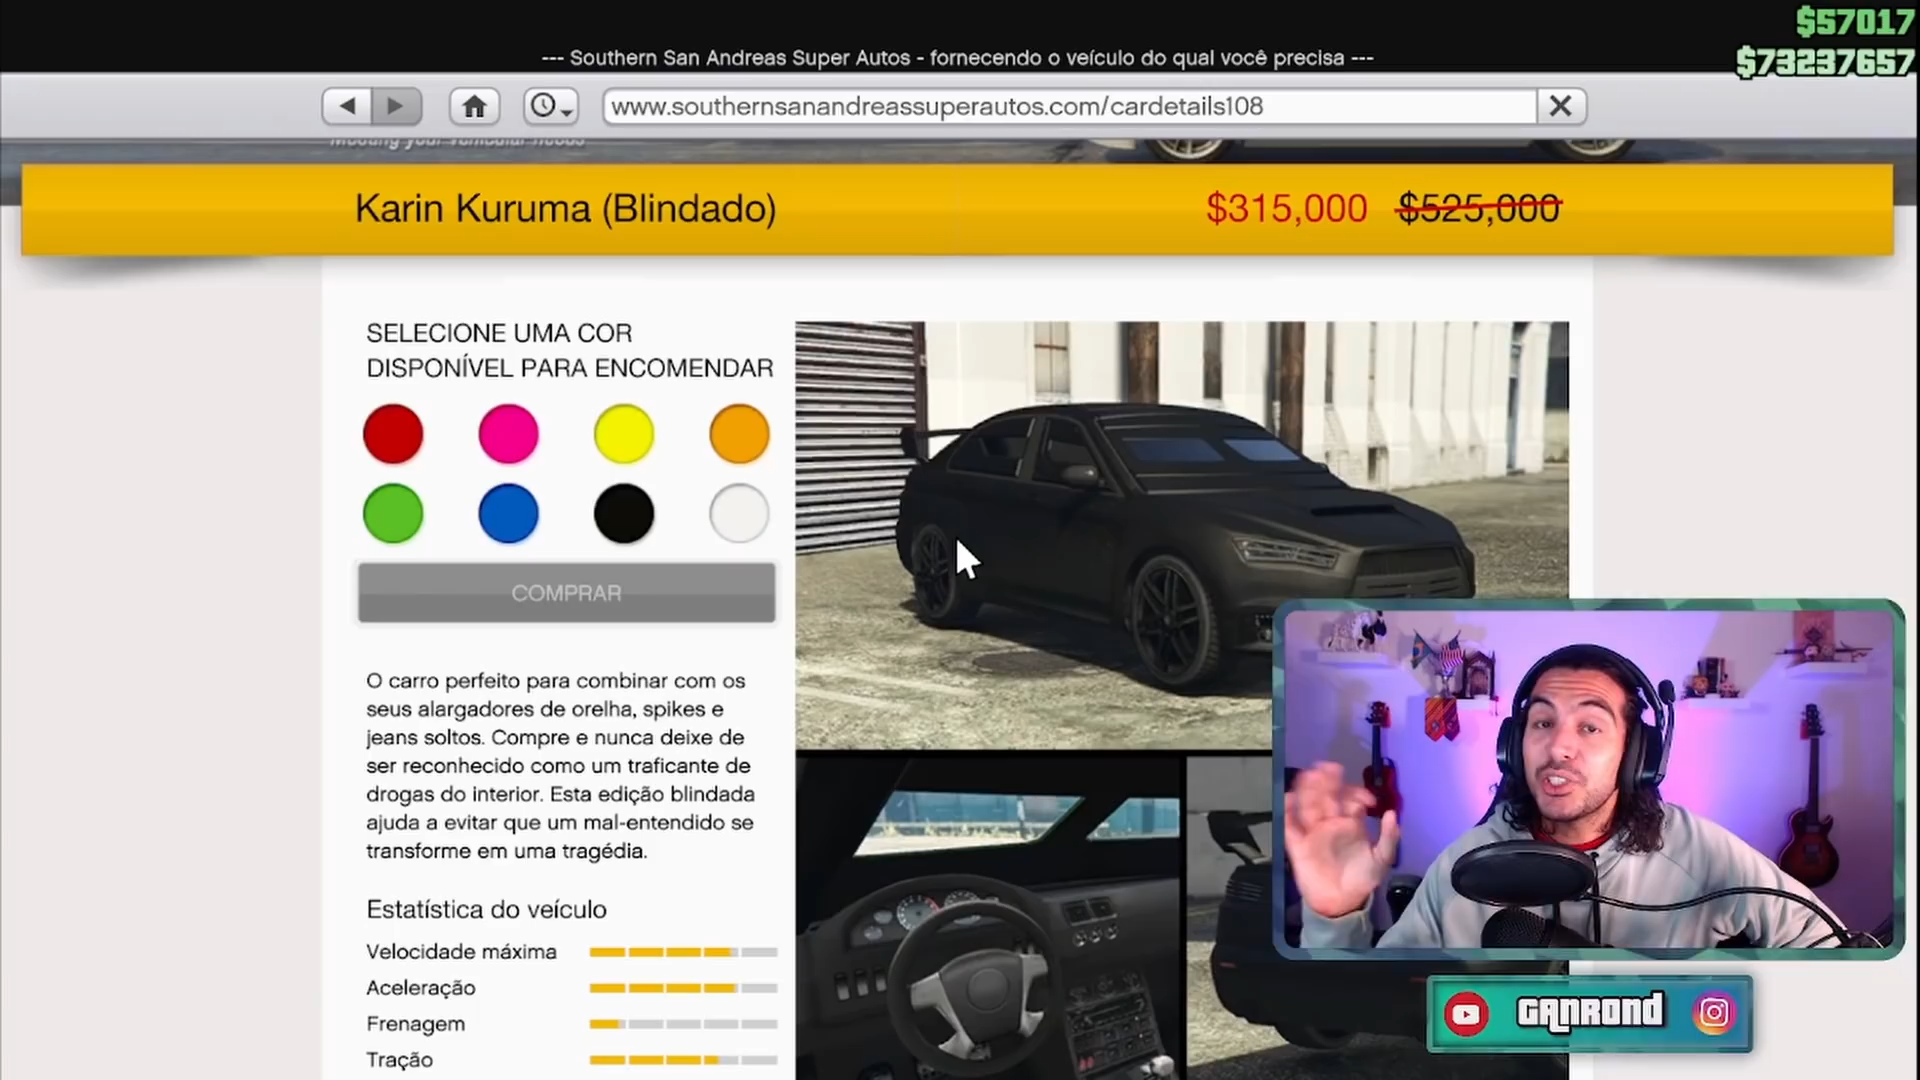 $57017
$73237657
--- Southern San Andreas Super Autos - fornecendo o veículo do qual você precisa ---
www.southernsanandreassuperautos.com/cardetails108
Meeting your vehicular needs
Karin Kuruma (Blindado)
$315,000 $525,000
SELECIONE UMA COR
DISPONÍVEL PARA ENCOMENDAR
COMPRAR
O carro perfeito para combinar com os
seus alargadores de orelha, spikes e
jeans soltos. Compre e nunca deixe de
ser reconhecido como um traficante de
drogas do interior. Esta edição blindada
ajuda a evitar que um mal-entendido se
transforme em uma tragédia.
Estatística do veículo
Velocidade máxima
Aceleração
Frenagem
Tração
GANROND